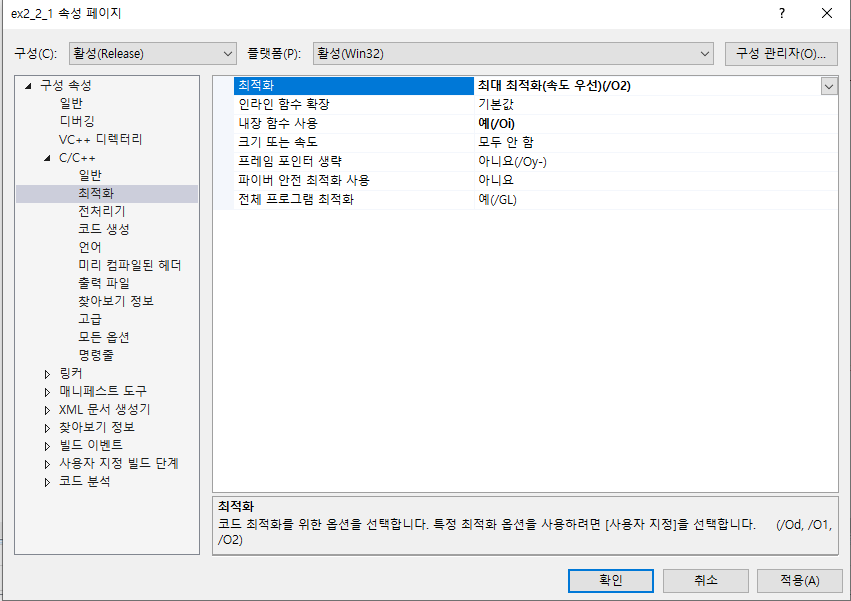 ex2_2_1 속성 페이지
구성(C): 활성(Release) 플랫폼(P): 활성(Win32) 구성 관리자(O)...
구성 속성
일반
디버깅
VC++ 디렉터리
C/C++
일반
최적화
전처리기
코드 생성
언어
미리 컴파일된 헤더
출력 파일
찾아보기 정보
고급
모든 옵션
명령줄
링커
매니페스트 도구
XML 문서 생성기
찾아보기 정보
빌드 이벤트
사용자 지정 빌드 단계
코드 분석
최적화 최대 최적화(속도 우선)(/O2)
인라인 함수 확장 기본값
내장 함수 사용 예(/Oi)
크기 또는 속도 모두 안 함
프레임 포인터 생략 아니요(/Oy-)
파이버 안전 최적화 사용 아니요
전체 프로그램 최적화 예(/GL)
최적화
코드 최적화를 위한 옵션을 선택합니다. 특정 최적화 옵션을 사용하려면 [사용자 지정]을 선택합니다. (/Od, /O1,
/O2)
확인 취소 적용(A)